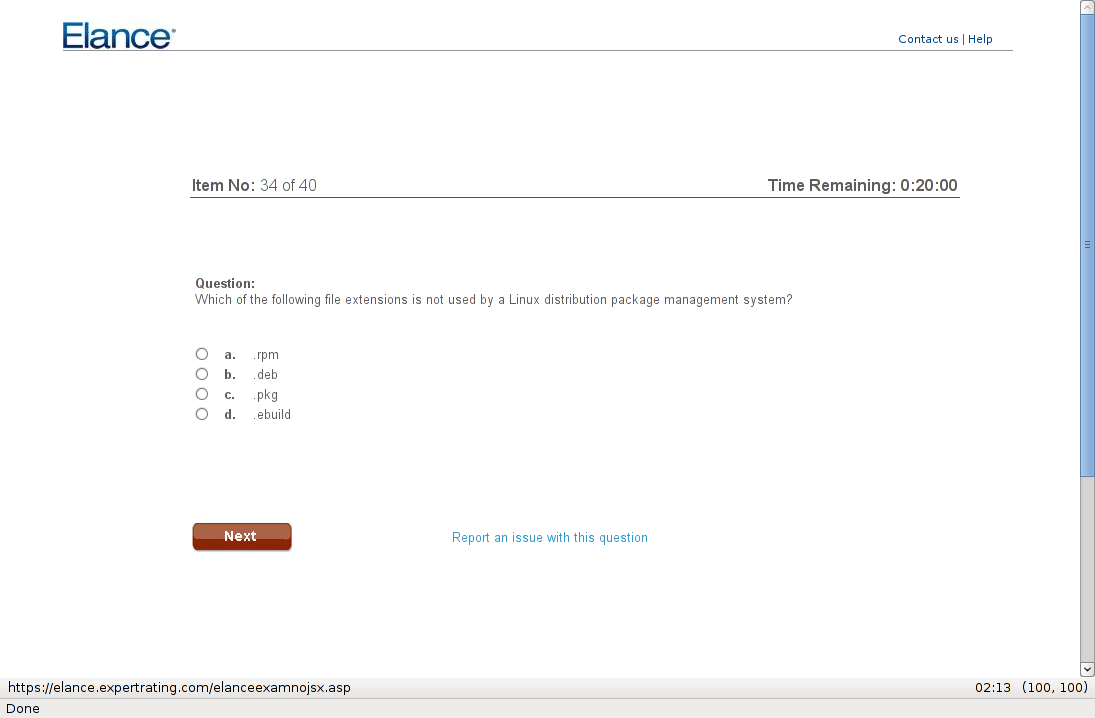 Elance®
Contact us | Help
Item No: 34 of 40
Time Remaining: 0:20:00
Question:
Which of the following file extensions is not used by a Linux distribution package management system?
a. .rpm
b. .deb
c. .pkg
d. .ebuild
Next
Report an issue with this question
https://elance.expertrating.com/elanceexamnojsx.asp
02:13 (100, 100)
Done